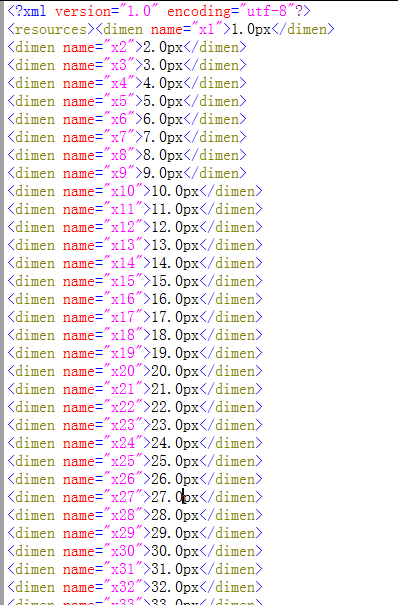 <?xml version="1.0" encoding="utf-8"?>
<resources><dimen name="x1">1.0px</dimen>
<dimen name="x2">2.0px</dimen>
<dimen name="x3">3.0px</dimen>
<dimen name="x4">4.0px</dimen>
<dimen name="x5">5.0px</dimen>
<dimen name="x6">6.0px</dimen>
<dimen name="x7">7.0px</dimen>
<dimen name="x8">8.0px</dimen>
<dimen name="x9">9.0px</dimen>
<dimen name="x10">10.0px</dimen>
<dimen name="x11">11.0px</dimen>
<dimen name="x12">12.0px</dimen>
<dimen name="x13">13.0px</dimen>
<dimen name="x14">14.0px</dimen>
<dimen name="x15">15.0px</dimen>
<dimen name="x16">16.0px</dimen>
<dimen name="x17">17.0px</dimen>
<dimen name="x18">18.0px</dimen>
<dimen name="x19">19.0px</dimen>
<dimen name="x20">20.0px</dimen>
<dimen name="x21">21.0px</dimen>
<dimen name="x22">22.0px</dimen>
<dimen name="x23">23.0px</dimen>
<dimen name="x24">24.0px</dimen>
<dimen name="x25">25.0px</dimen>
<dimen name="x26">26.0px</dimen>
<dimen name="x27">27.0px</dimen>
<dimen name="x28">28.0px</dimen>
<dimen name="x29">29.0px</dimen>
<dimen name="x30">30.0px</dimen>
<dimen name="x31">31.0px</dimen>
<dimen name="x32">32.0px</dimen>
<dimen name="x33">33.0px</dimen>